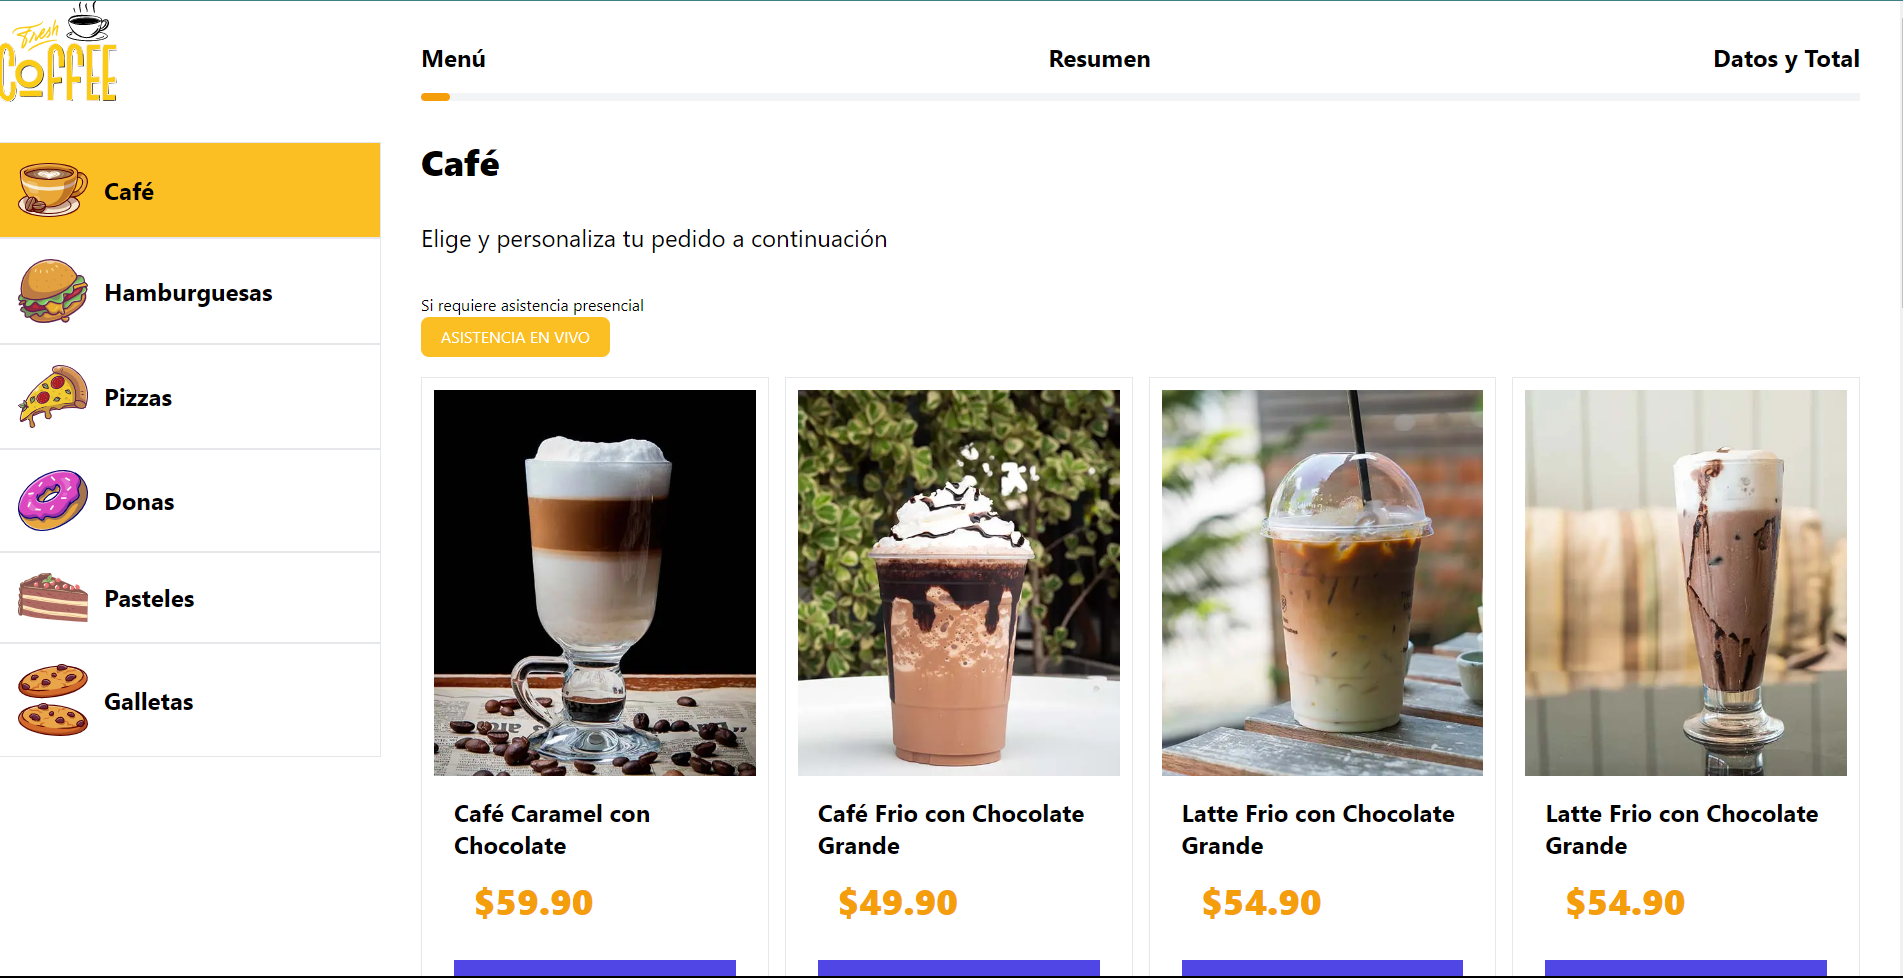 Fresh
COFFEE
Menú
Resumen
Datos y Total
Café
Hamburguesas
Pizzas
Donas
Pasteles
Galletas
Café
Elige y personaliza tu pedido a continuación
Si requiere asistencia presencial
ASISTENCIA EN VIVO
Café Caramel con
Chocolate
$59.90
Café Frio con Chocolate
Grande
$49.90
Latte Frio con Chocolate
Grande
$54.90
Latte Frio con Chocolate
Grande
$54.90